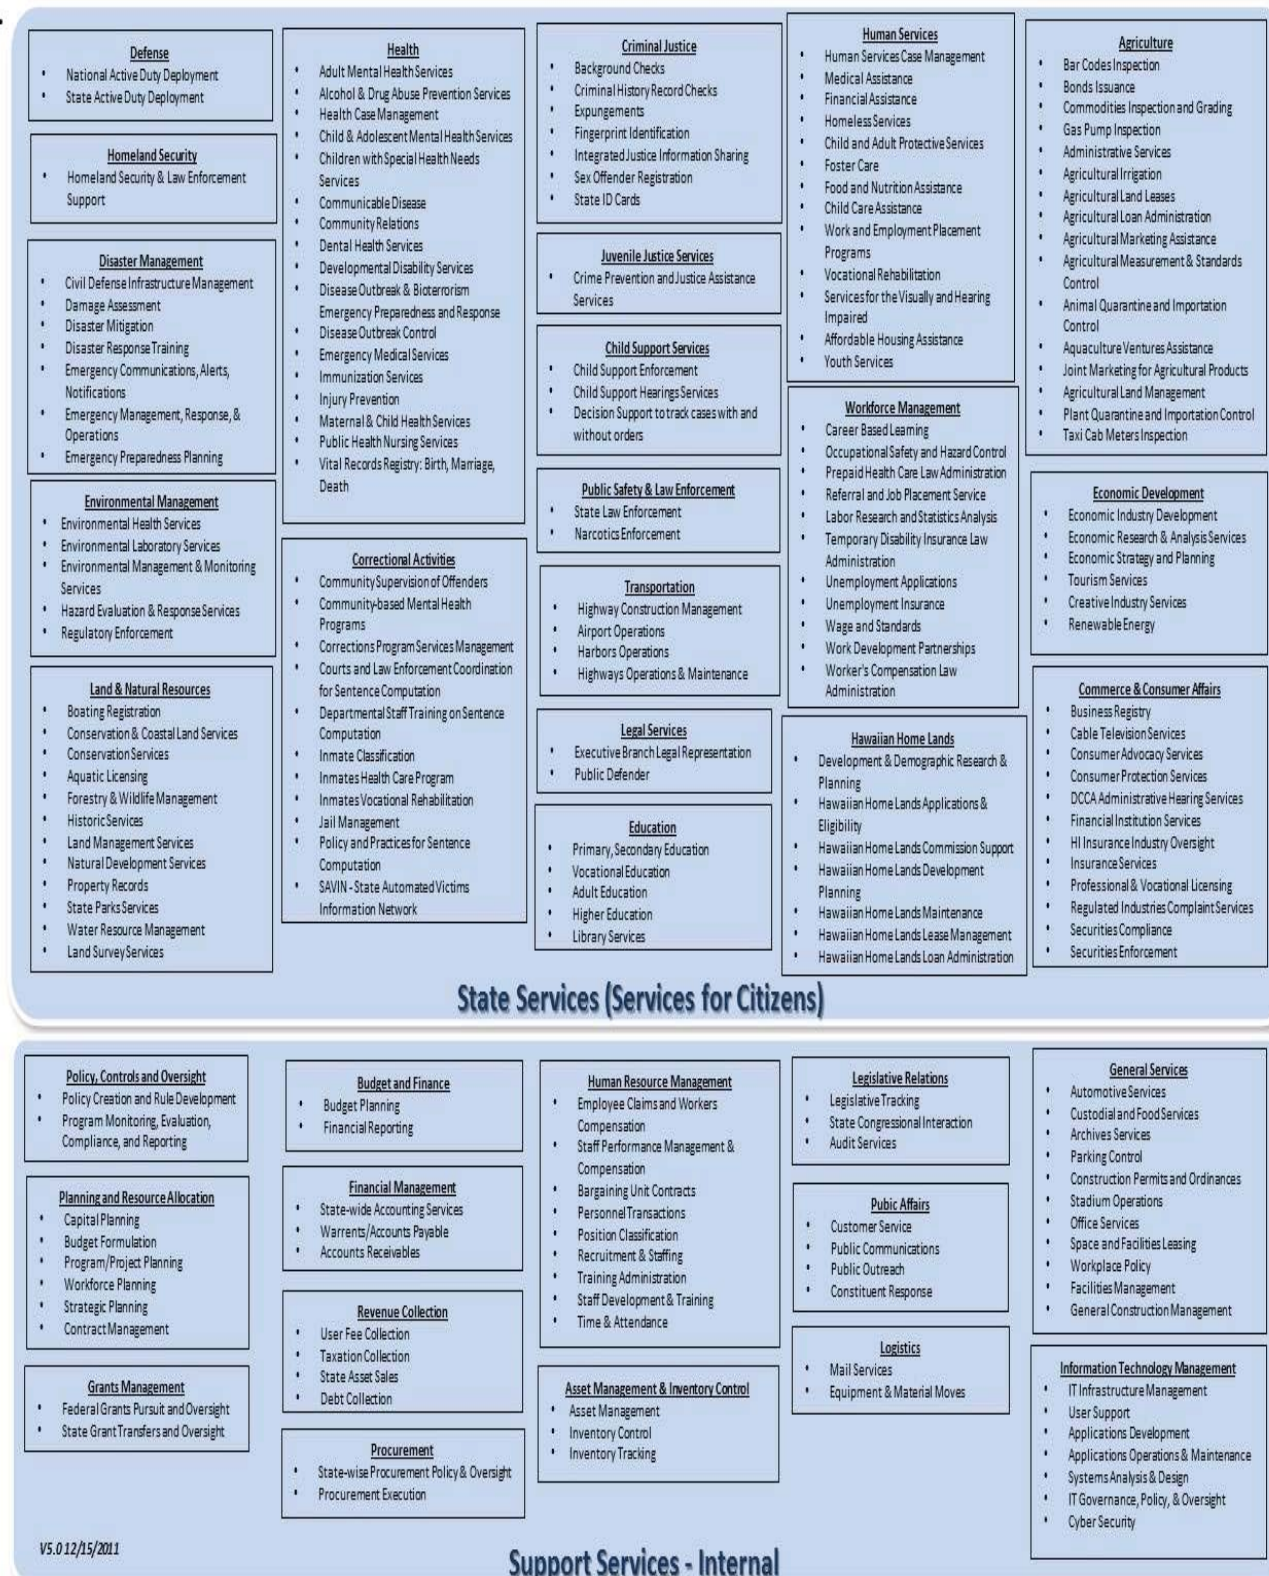 Defense
• National Active Duty Deployment
• State Active Duty Deployment
Homeland Security
• Homeland Security & Law Enforcement
Support
Disaster Management
• Civil Defense Infrastructure Management
• Damage Assessment
• Disaster Mitigation
• Disaster Response Training
• Emergency Communications, Alerts,
Notifications
• Emergency Management, Response, &
Operations
• Emergency Preparedness Planning
Environmental Management
• Environmental Health Services
• Environmental Laboratory Services
• Environmental Management & Monitoring
Services
• Hazard Evaluation & Response Services
• Regulatory Enforcement
Land & Natural Resources
• Boating Registration
• Conservation & Coastal Land Services
• Conservation Services
• Aquatic Licensing
• Forestry & Wildlife Management
• Historic Services
• Land Management Services
• Natural Development Services
• Property Records
• State Parks Services
• Water Resource Management
• Land Survey Services
Health
• Adult Mental Health Services
• Alcohol & Drug Abuse Prevention Services
• Health Case Management
• Child & Adolescent Mental Health Services
• Children with Special Health Needs
Services
• Communicable Disease
• Community Relations
• Dental Health Services
• Developmental Disability Services
• Disease Outbreak & Bioterrorism
Emergency Preparedness and Response
• Disease Outbreak Control
• Emergency Medical Services
• Immunization Services
• Injury Prevention
• Maternal & Child Health Services
• Public Health Nursing Services
• Vital Records Registry: Birth, Marriage,
Death
Correctional Activities
• Community Supervision of Offenders
• Community-based Mental Health
Programs
• Corrections Program Services Management
• Courts and Law Enforcement Coordination
for Sentence Computation
• Departmental Staff Training on Sentence
Computation
• Inmate Classification
• Inmates Health Care Program
• Inmates Vocational Rehabilitation
• Jail Management
• Policy and Practices for Sentence
Computation
• SAVIN - State Automated Victims
Information Network
Criminal Justice
• Background Checks
• Criminal History Record Checks
• Expungements
• Fingerprint Identification
• Integrated Justice Information Sharing
• Sex Offender Registration
• State ID Cards
Juvenile Justice Services
• Crime Prevention and Justice Assistance
Services
Child Support Services
• Child Support Enforcement
• Child Support Hearings Services
• Decision Support to track cases with and
without orders
Public Safety & Law Enforcement
• State Law Enforcement
• Narcotics Enforcement
Transportation
• Highway Construction Management
• Airport Operations
• Harbors Operations
• Highways Operations & Maintenance
Legal Services
• Executive Branch Legal Representation
• Public Defender
Education
• Primary, Secondary Education
• Vocational Education
• Adult Education
• Higher Education
• Library Services
Human Services
• Human Services Case Management
• Medical Assistance
• Financial Assistance
• Homeless Services
• Child and Adult Protective Services
• Foster Care
• Food and Nutrition Assistance
• Child Care Assistance
• Work and Employment Placement
Programs
• Vocational Rehabilitation
• Services for the Visually and Hearing
Impaired
• Affordable Housing Assistance
• Youth Services
Workforce Management
• Career Based Learning
• Occupational Safety and Hazard Control
• Prepaid Health Care Law Administration
• Referral and Job Placement Service
• Labor Research and Statistics Analysis
• Temporary Disability Insurance Law
Administration
• Unemployment Applications
• Unemployment Insurance
• Wage and Standards
• Work Development Partnerships
• Worker's Compensation Law
Administration
Hawaiian Home Lands
• Development & Demographic Research &
Planning
• Hawaiian Home Lands Applications &
Eligibility
• Hawaiian Home Lands Commission Support
• Hawaiian Home Lands Development
Planning
• Hawaiian Home Lands Maintenance
• Hawaiian Home Lands Lease Management
• Hawaiian Home Lands Loan Administration
Agriculture
• Bar Codes Inspection
• Bonds Issuance
• Commodities Inspection and Grading
• Gas Pump Inspection
• Administrative Services
• Agricultural Irrigation
• Agricultural Land Leases
• Agricultural Loan Administration
• Agricultural Marketing Assistance
• Agricultural Measurement & Standards
Control
• Animal Quarantine and Importation
Control
• Aquaculture Ventures Assistance
• Joint Marketing for Agricultural Products
• Agricultural Land Management
• Plant Quarantine and Importation Control
• Taxi Cab Meters Inspection
Economic Development
• Economic Industry Development
• Economic Research & Analysis Services
• Economic Strategy and Planning
• Tourism Services
• Creative Industry Services
• Renewable Energy
Commerce & Consumer Affairs
• Business Registry
• Cable Television Services
• Consumer Advocacy Services
• Consumer Protection Services
• DCCA Administrative Hearing Services
• Financial Institution Services
• HI Insurance Industry Oversight
• Insurance Services
• Professional & Vocational Licensing
• Regulated Industries Complaint Services
• Securities Compliance
• Securities Enforcement
State Services (Services for Citizens)
Policy, Controls and Oversight
• Policy Creation and Rule Development
• Program Monitoring, Evaluation,
Compliance, and Reporting
Planning and Resource Allocation
• Capital Planning
• Budget Formulation
• Program/Project Planning
• Workforce Planning
• Strategic Planning
• Contract Management
Grants Management
• Federal Grants Pursuit and Oversight
• State Grant Transfers and Oversight
Budget and Finance
• Budget Planning
• Financial Reporting
Financial Management
• State-wide Accounting Services
• Warrents/Accounts Payable
• Accounts Receivables
Revenue Collection
• User Fee Collection
• Taxation Collection
• State Asset Sales
• Debt Collection
Procurement
• State-wise Procurement Policy & Oversight
• Procurement Execution
Human Resource Management
• Employee Claims and Workers
Compensation
• Staff Performance Management &
Compensation
• Bargaining Unit Contracts
• Personnel Transactions
• Position Classification
• Recruitment & Staffing
• Training Administration
• Staff Development & Training
• Time & Attendance
Asset Management & Inventory Control
• Asset Management
• Inventory Control
• Inventory Tracking
Legislative Relations
• Legislative Tracking
• State Congressional Interaction
• Audit Services
Pubic Affairs
• Customer Service
• Public Communications
• Public Outreach
• Constituent Response
Logistics
• Mail Services
• Equipment & Material Moves
General Services
• Automotive Services
• Custodial and Food Services
• Archives Services
• Parking Control
• Construction Permits and Ordinances
• Stadium Operations
• Office Services
• Space and Facilities Leasing
• Workplace Policy
• Facilities Management
• General Construction Management
Information Technology Management
• IT Infrastructure Management
• User Support
• Applications Development
• Applications Operations & Maintenance
• Systems Analysis & Design
• IT Governance, Policy, & Oversight
• Cyber Security
V5.0 12/15/2011
Support Services - Internal